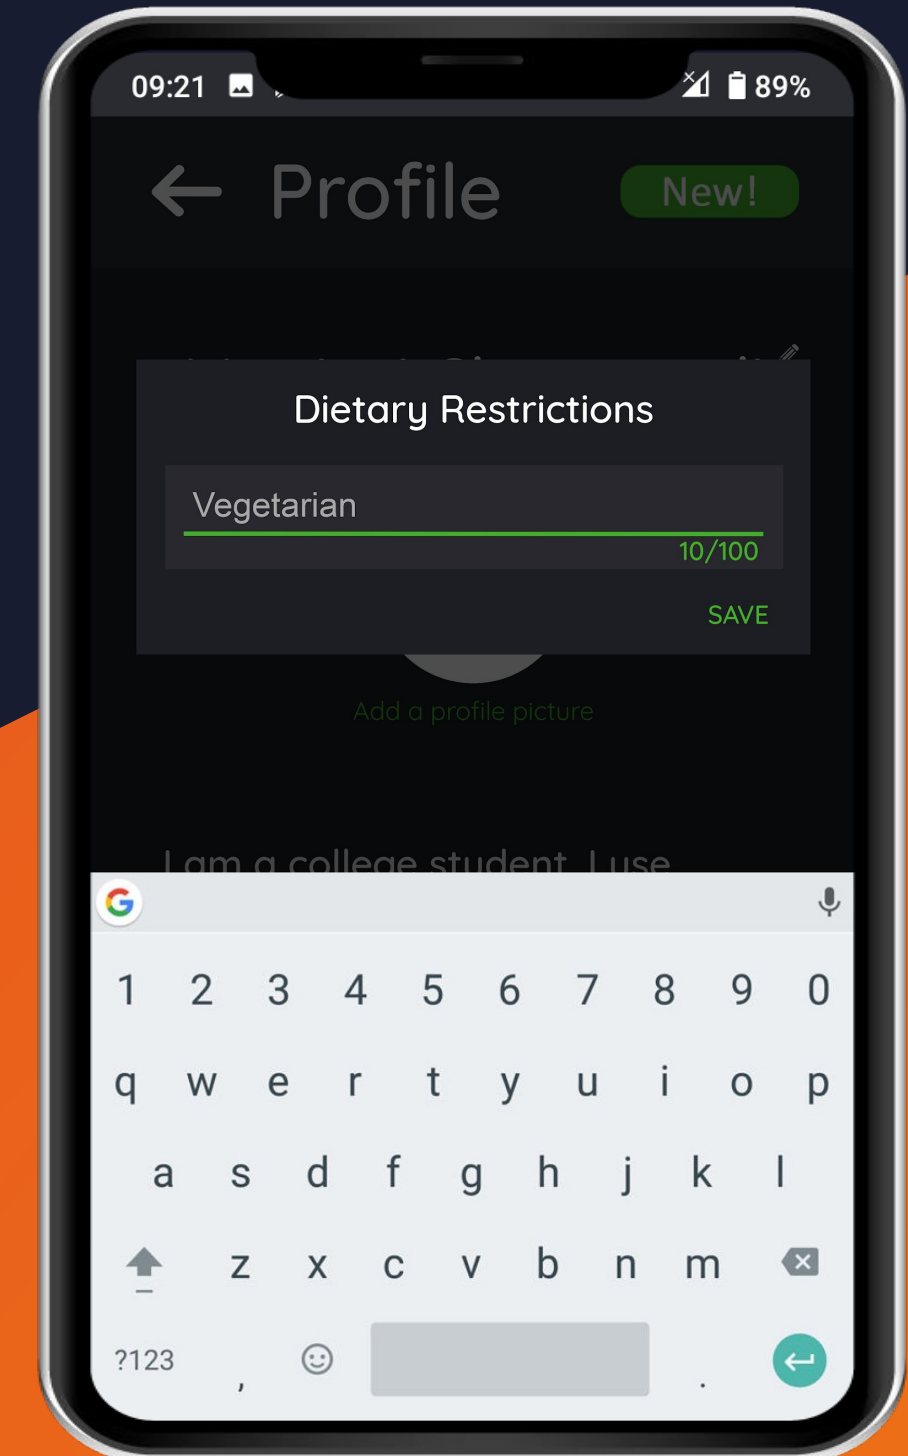 09:21
89%
Profile
New!
Dietary Restrictions
Vegetarian
10/100
SAVE
Add a profile picture
I am a college student. I use
1 2 3 4 5 6 7 8 9 0
q w e r t y u i o p
a s d f g h j k l
z x c v b n m
?123 , .